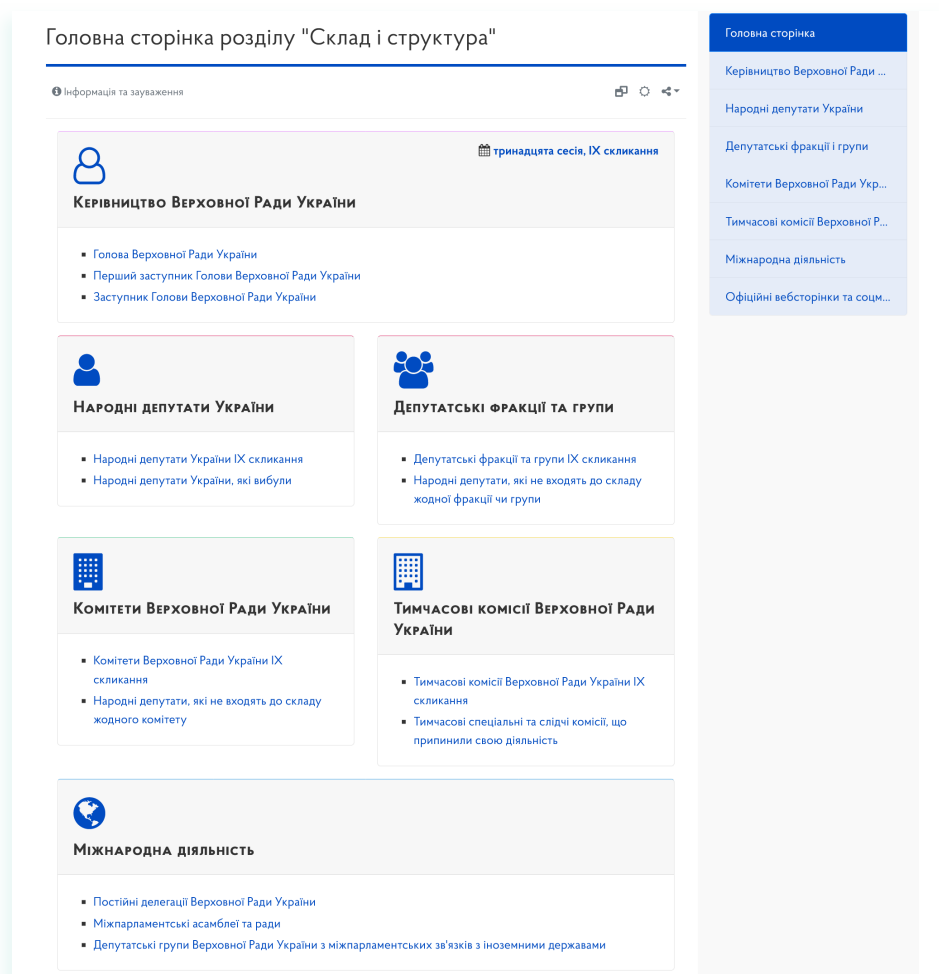 Головна сторінка розділу "Склад і структура"
Інформація та зауваження
тринадцята сесія, IX скликання
Керівництво Верховної Ради України
Голова Верховної Ради України
Перший заступник Голови Верховної Ради України
Заступник Голови Верховної Ради України
Народні депутати України
Народні депутати України IX скликання
Народні депутати України, які вибули
Депутатські фракції та групи
Депутатські фракції та групи IX скликання
Народні депутати, які не входять до складу
жодної фракції чи групи
Комітети Верховної Ради України
Комітети Верховної Ради України IX
скликання
Народні депутати, які не входять до складу
жодного комітету
Тимчасові комісії Верховної Ради
України
Тимчасові комісії Верховної Ради України IX
скликання
Тимчасові спеціальні та слідчі комісії, що
припинили свою діяльність
Міжнародна діяльність
Постійні делегації Верховної Ради України
Міжпарламентські асамблеї та ради
Депутатські групи Верховної Ради України з міжпарламентських зв'язків з іноземними державами
Головна сторінка
Керівництво Верховної Ради ...
Народні депутати України
Депутатські фракції і групи
Комітети Верховної Ради Укр...
Тимчасові комісії Верховної Р...
Міжнародна діяльність
Офіційні вебсторінки та соцм...